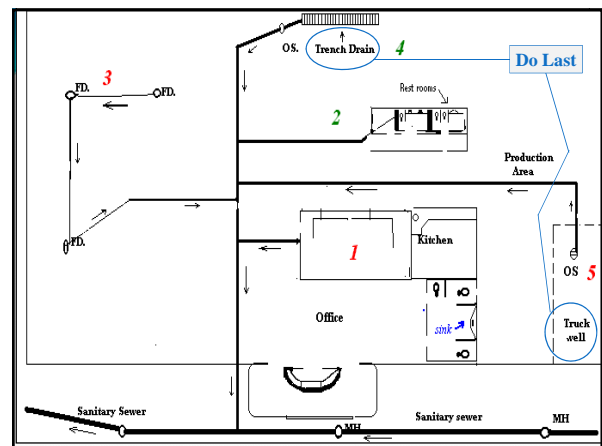 OS.
Trench Drain
4
Do Last
FD.
3
FD.
Rest rooms
2
Production
Area
1
Kitchen
FD.
OS
5
Office
sink
Truck
well
Sanitary Sewer
MH
Sanitary sewer
MH